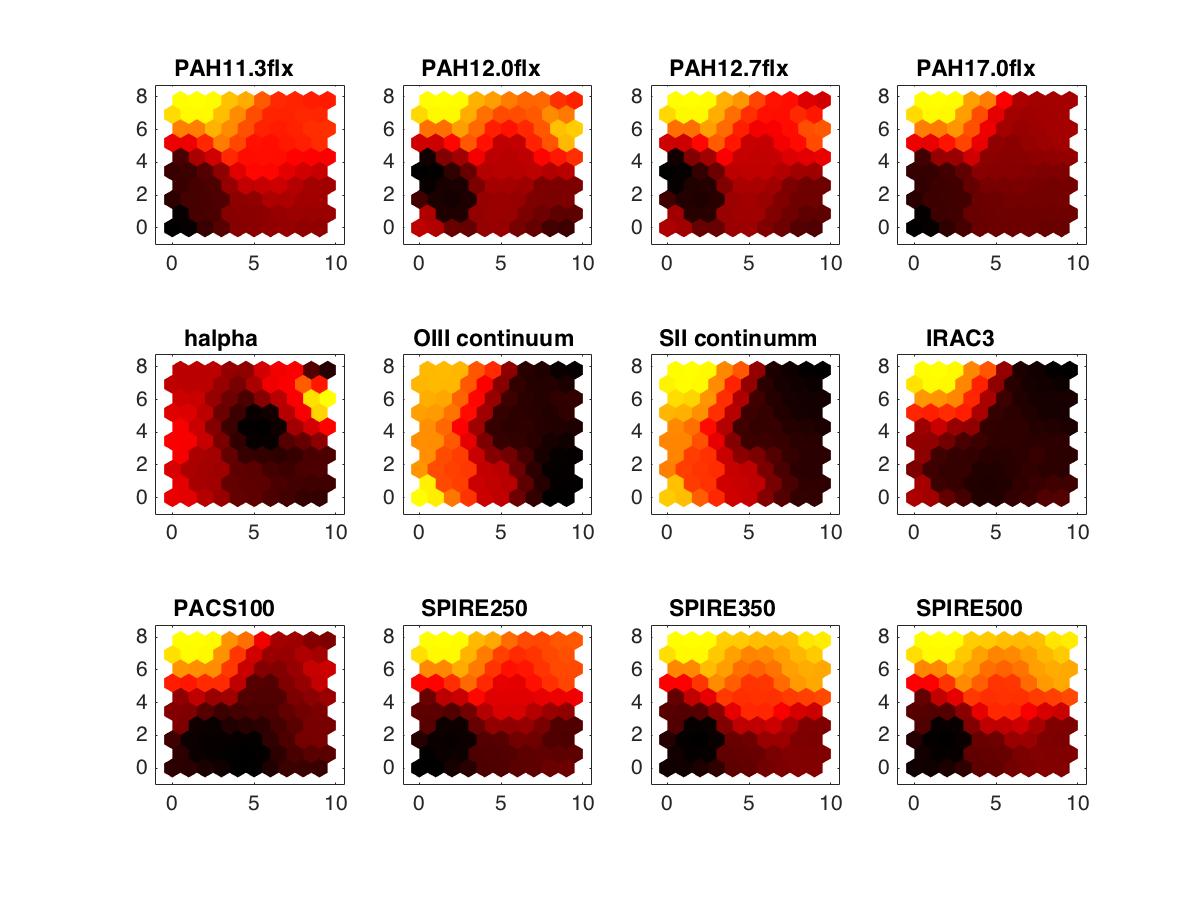 PAH11.3flx PAH12.0flx PAH12.7flx PAH17.0flx
8 8 8 8
6 6 6 6
4 4 4 4
2 2 2 2
0 0 0 0
0 5 10 0 5 10 0 5 10 0 5 10
halpha OIII continuum SII continumm IRAC3
8 8 8 8
6 6 6 6
4 4 4 4
2 2 2 2
0 0 0 0
0 5 10 0 5 10 0 5 10 0 5 10
PACS100 SPIRE250 SPIRE350 SPIRE500
8 8 8 8
6 6 6 6
4 4 4 4
2 2 2 2
0 0 0 0
0 5 10 0 5 10 0 5 10 0 5 10